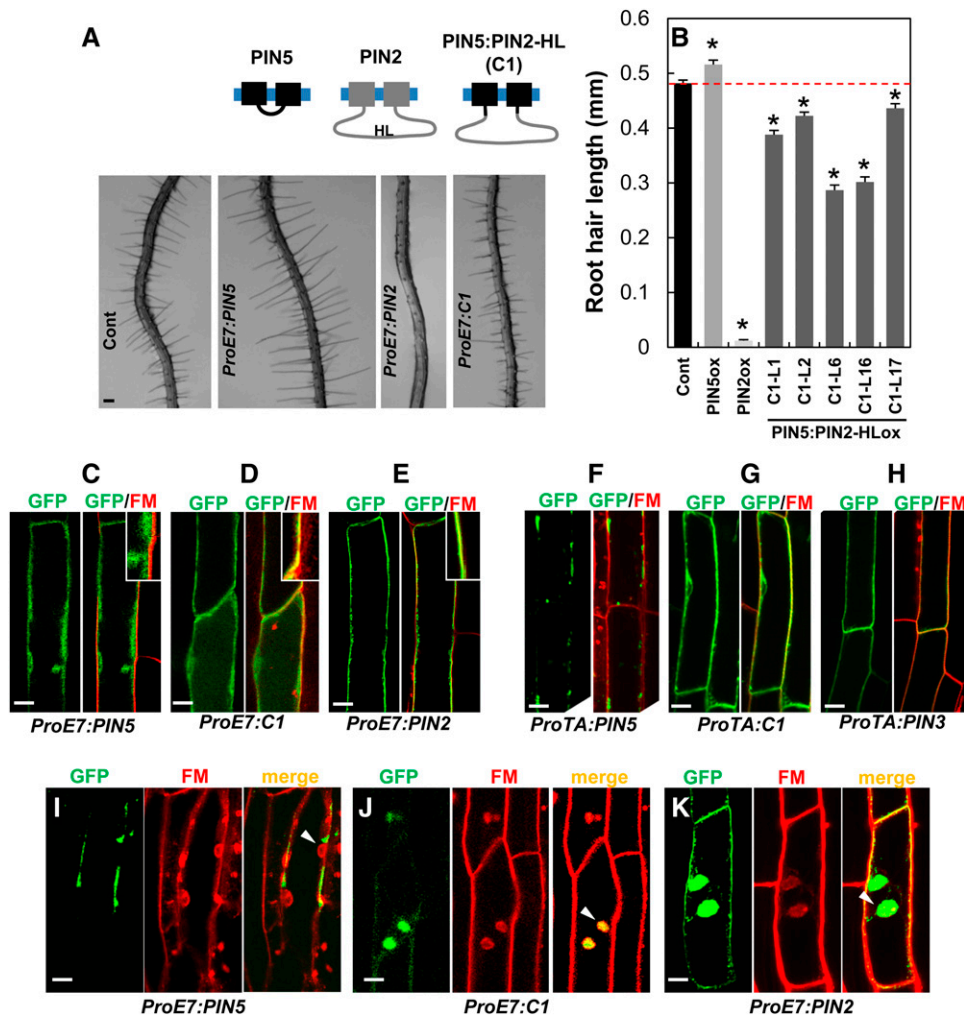 A
PIN5
PIN2
PIN5:PIN2-HL
(C1)
HL
Cont
ProE7:PIN5
ProE7:PIN2
ProE7:C1
B
Root hair length (mm)
0.6
0.5
0.4
0.3
0.2
0.1
0
*
*
*
*
*
*
*
Cont
PIN5ox
PIN2ox
C1-L1
C1-L2
C1-L6
C1-L16
C1-L17
PIN5:PIN2-HLox
C
GFP GFP/FM
ProE7:PIN5
D
GFP GFP/FM
ProE7:C1
E
GFP GFP/FM
ProE7:PIN2
F
GFP GFP/FM
ProTA:PIN5
G
GFP GFP/FM
ProTA:C1
H
GFP GFP/FM
ProTA:PIN3
GFP FM merge
I
ProE7:PIN5
GFP FM merge
J
ProE7:C1
GFP FM merge
K
ProE7:PIN2